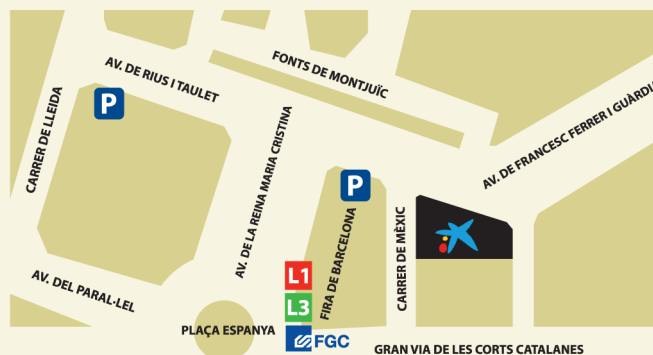 FONTS DE MONTJUÏC
AV. DE RIUS I TAULET
P
CARRER DE LLEIDA
AV. DE LA REINA MARIA CRISTINA
AV. DE FRANCESC FERRER I GUÀRDI
P
FIRA DE BARCELONA
CARRER DE MÈXIC
AV. DEL PARAL·LEL
L1
L3
PLAÇA ESPANYA
FGC
GRAN VIA DE LES CORTS CATALANES